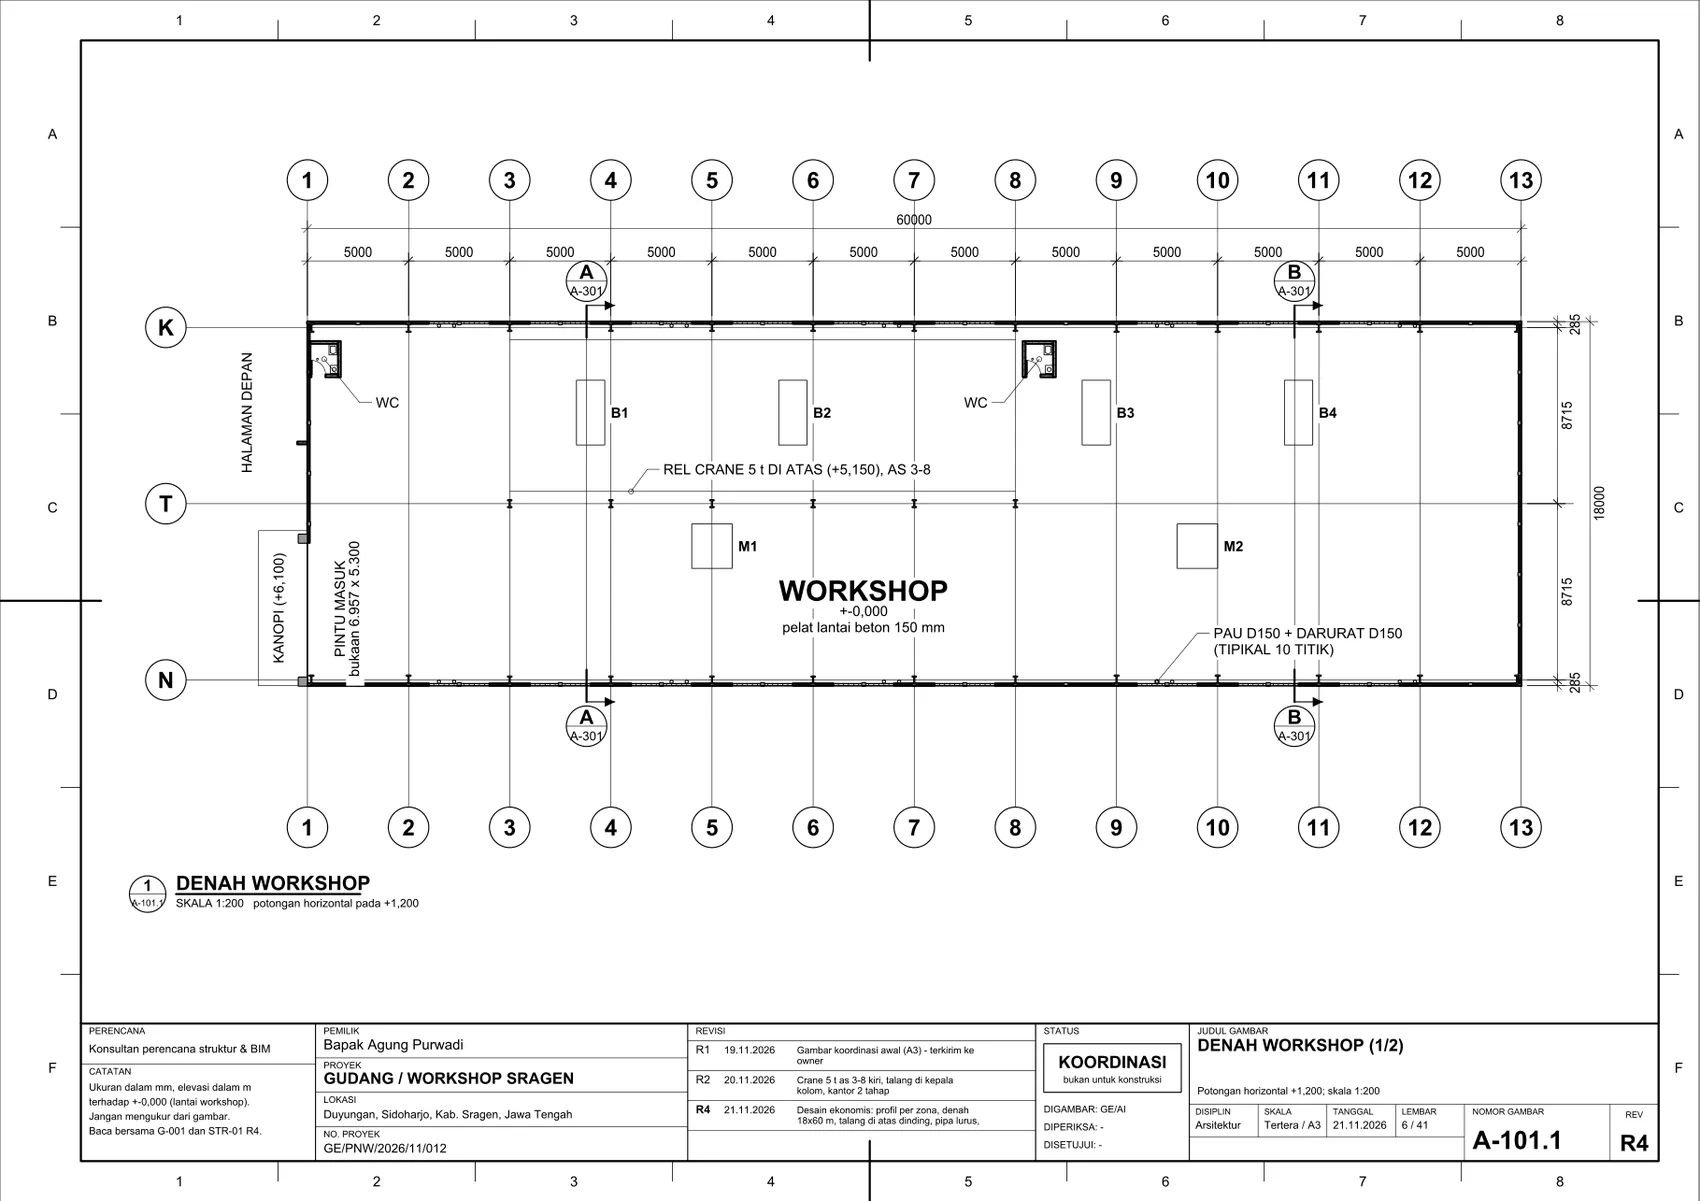 1 2 3 4 5 6 7 8
A A
B B
C C
D D
E E
F F
1 2 3 4 5 6 7 8 9 10 11 12 13
60000
5000 5000 5000 5000 5000 5000 5000 5000 5000 5000 5000 5000
A
A-301
B
A-301
K
T
N
285
8715
18000
8715
285
HALAMAN DEPAN
WC
WC
B1
B2
B3
B4
REL CRANE 5 t DI ATAS (+5,150), AS 3-8
M1
M2
KANOPI (+6,100)
PINTU MASUK
bukaan 6.957 x 5.300
WORKSHOP
+-0,000
pelat lantai beton 150 mm
PAU D150 + DARURAT D150
(TIPIKAL 10 TITIK)
A
A-301
B
A-301
1 2 3 4 5 6 7 8 9 10 11 12 13
1
A-101.1
DENAH WORKSHOP
SKALA 1:200 potongan horizontal pada +1,200
PERENCANA
Konsultan perencana struktur & BIM
CATATAN
Ukuran dalam mm, elevasi dalam m
terhadap +-0,000 (lantai workshop).
Jangan mengukur dari gambar.
Baca bersama G-001 dan STR-01 R4.
PEMILIK
Bapak Agung Purwadi
PROYEK
GUDANG / WORKSHOP SRAGEN
LOKASI
Duyungan, Sidoharjo, Kab. Sragen, Jawa Tengah
NO. PROYEK
GE/PNW/2026/11/012
REVISI
R1 19.11.2026 Gambar koordinasi awal (A3) - terkirim ke
owner
R2 20.11.2026 Crane 5 t as 3-8 kiri, talang di kepala
kolom, kantor 2 tahap
R4 21.11.2026 Desain ekonomis: profil per zona, denah
18x60 m, talang di atas dinding, pipa lurus,
STATUS
KOORDINASI
bukan untuk konstruksi
DIGAMBAR: GE/AI
DIPERIKSA: -
DISETUJUI: -
JUDUL GAMBAR
DENAH WORKSHOP (1/2)
Potongan horizontal +1,200; skala 1:200
DISIPLIN
Arsitektur
SKALA
Tertera / A3
TANGGAL
21.11.2026
LEMBAR
6 / 41
NOMOR GAMBAR
A-101.1
REV
R4
1 2 3 4 5 6 7 8